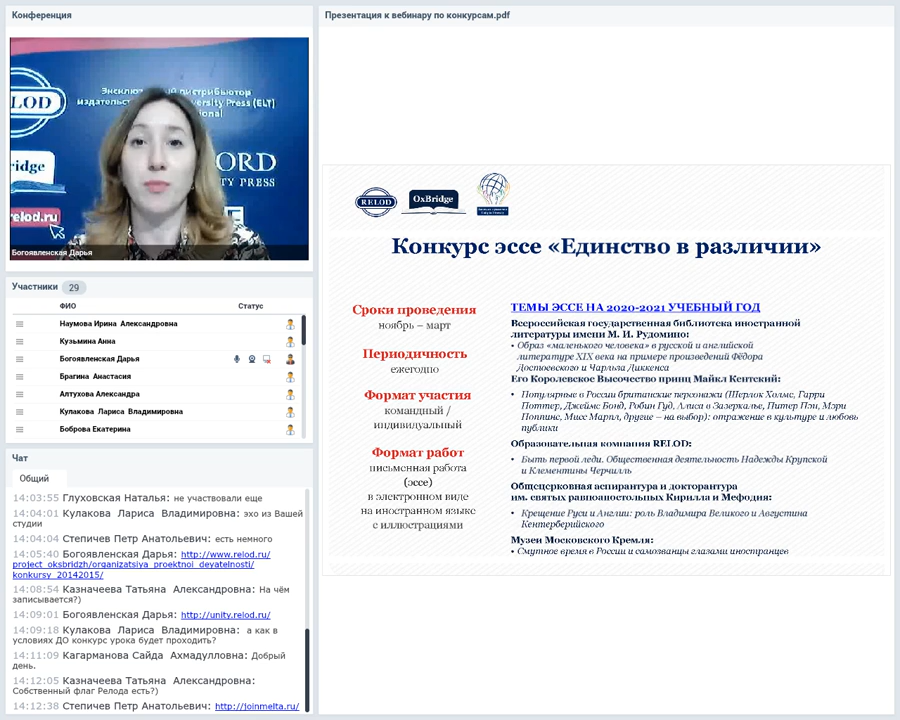 Конференция
RELOD
Эксклюзивный дистрибьютор
OxBridge
ORD
TY PRESS
relod.ru
Богоявленская Дарья
Участники 29
ФИО Статус
Наумова Ирина Александровна
Кузьмина Анна
Богоявленская Дарья
Брагина Анастасия
Алтухова Александра
Кулакова Лариса Владимировна
Боброва Екатерина
Чат
Общий
14:03:55 Глуховская Наталья: не участвовали еще
14:04:01 Кулакова Лариса Владимировна: эхо из Вашей
студии
14:04:04 Степичев Петр Анатольевич: есть немного
14:05:40 Богоявленская Дарья: http://www.relod.ru/
project_oksbridzh/organizatsiya_proektnoi_deyatelnosti/
konkursy_20142015/
14:08:54 Казначеева Татьяна Александровна: На чём
записывается?)
14:09:01 Богоявленская Дарья: http://unity.relod.ru/
14:09:18 Кулакова Лариса Владимировна: а как в
условиях ДО конкурс урока будет проходить?
14:11:09 Кагарманова Сайда Ахмадулловна: Добрый
день.
14:12:05 Казначеева Татьяна Александровна:
Собственный флаг Релода есть?)
14:12:38 Степичев Петр Анатольевич: http://joinmelta.ru/
Презентация к вебинару по конкурсам.pdf
RELOD
OxBridge
Конкурс эссе «Единство в различии»
Сроки проведения
ноябрь – март
Периодичность
ежегодно
Формат участия
командный /
индивидуальный
Формат работ
письменная работа
(эссе)
в электронном виде
на иностранном языке
с иллюстрациями
ТЕМЫ ЭССЕ НА 2020-2021 УЧЕБНЫЙ ГОД
Всероссийская государственная библиотека иностранной
литературы имени М. И. Рудомино:
• Образ «маленького человека» в русской и английской
литературе XIX века на примере произведений Фёдора
Достоевского и Чарльза Диккенса
Его Королевское Высочество принц Майкл Кентский:
• Популярные в России британские персонажи (Шерлок Холмс, Гарри
Поттер, Джеймс Бонд, Робин Гуд, Алиса в Зазеркалье, Питер Пэн, Мэри
Поппинс, Мисс Марпл, другие – на выбор): отражение в культуре и любовь
публики
Образовательная компания RELOD:
• Быть первой леди. Общественная деятельность Надежды Крупской
и Клементины Черчилль
Общецерковная аспирантура и докторантура
им. святых равноапостольных Кирилла и Мефодия:
• Крещение Руси и Англии: роль Владимира Великого и Августина
Кентерберийского
Музеи Московского Кремля:
• Смутное время в России и самозванцы глазами иностранцев